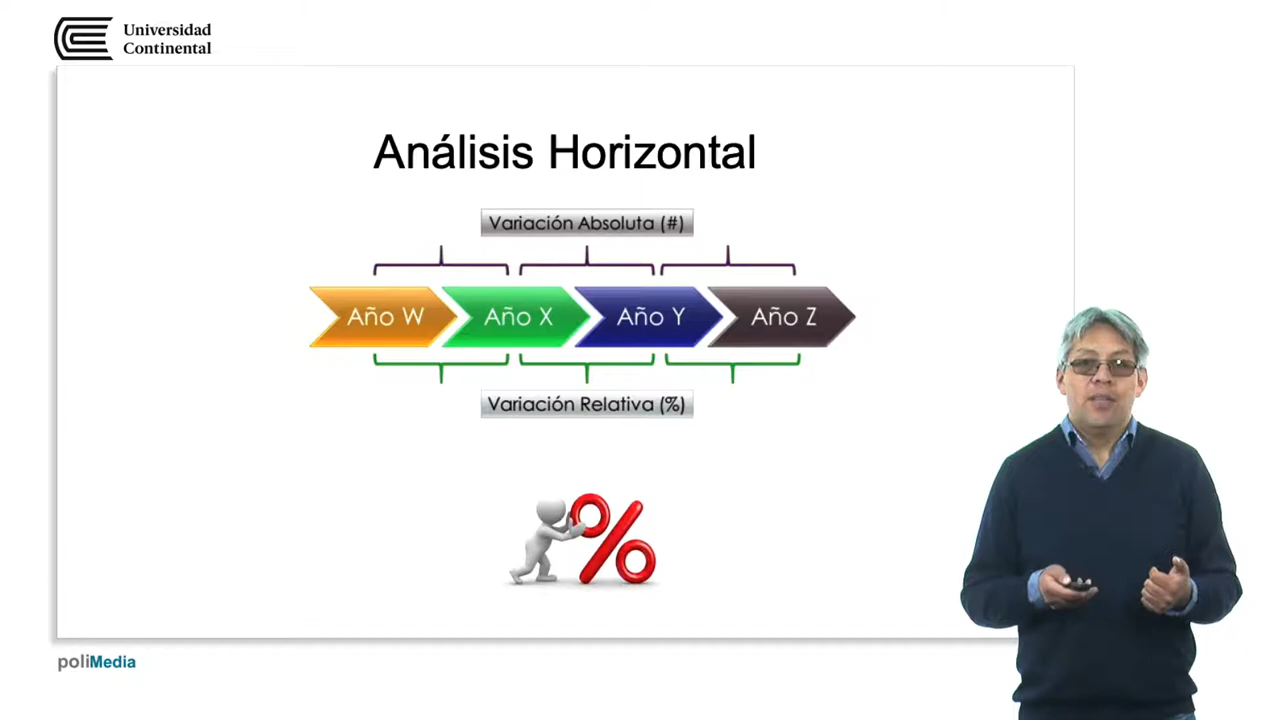 Universidad
Continental
Análisis Horizontal
Variación Absoluta (#)
Año W
Año X
Año Y
Año Z
Variación Relativa (%)
%
poliMedia